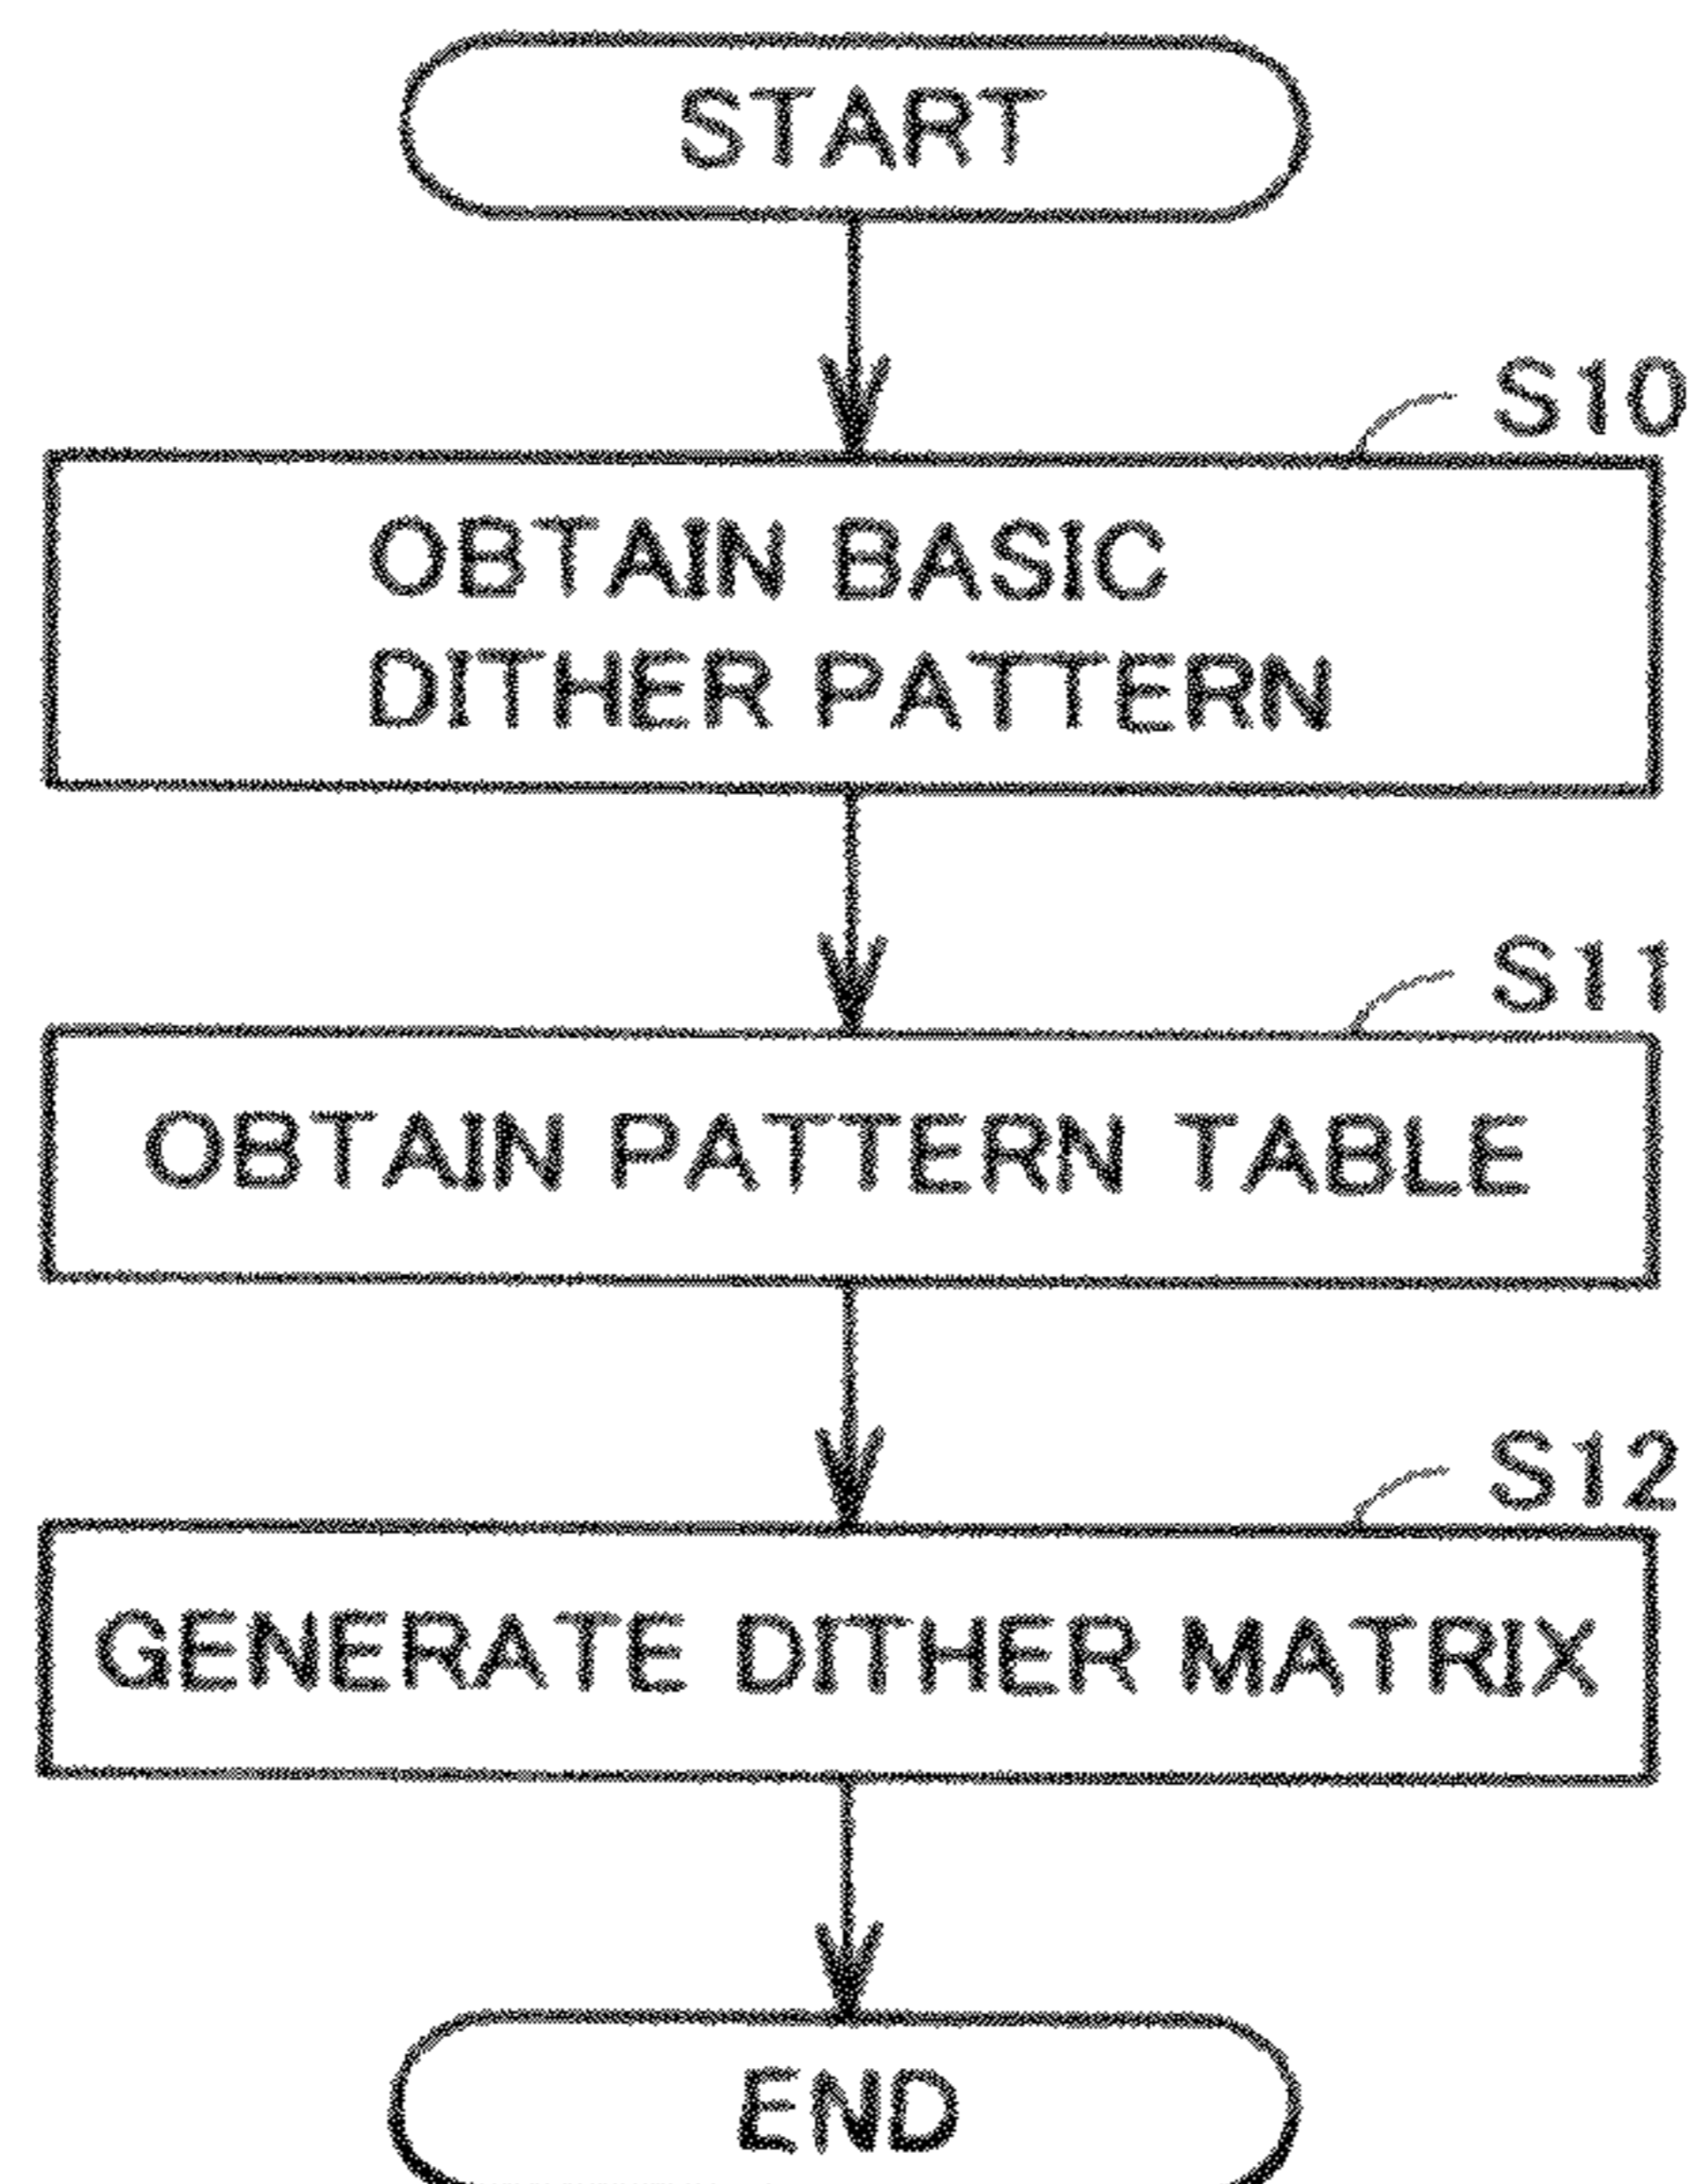 START
S10
OBTAIN BASIC
DITHER PATTERN
S11
OBTAIN PATTERN TABLE
S12
GENERATE DITHER MATRIX
END